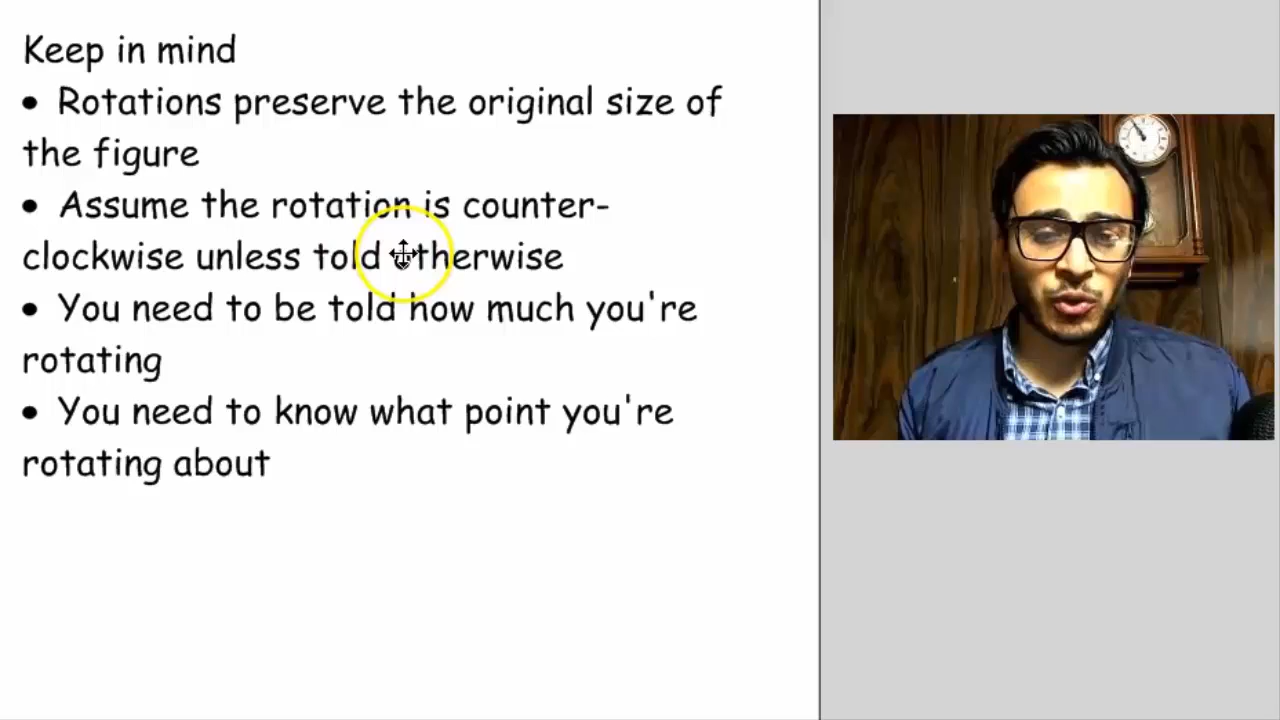 Keep in mind
• Rotations preserve the original size of
the figure
• Assume the rotation is counter-
clockwise unless told otherwise
• You need to be told how much you're
rotating
• You need to know what point you're
rotating about